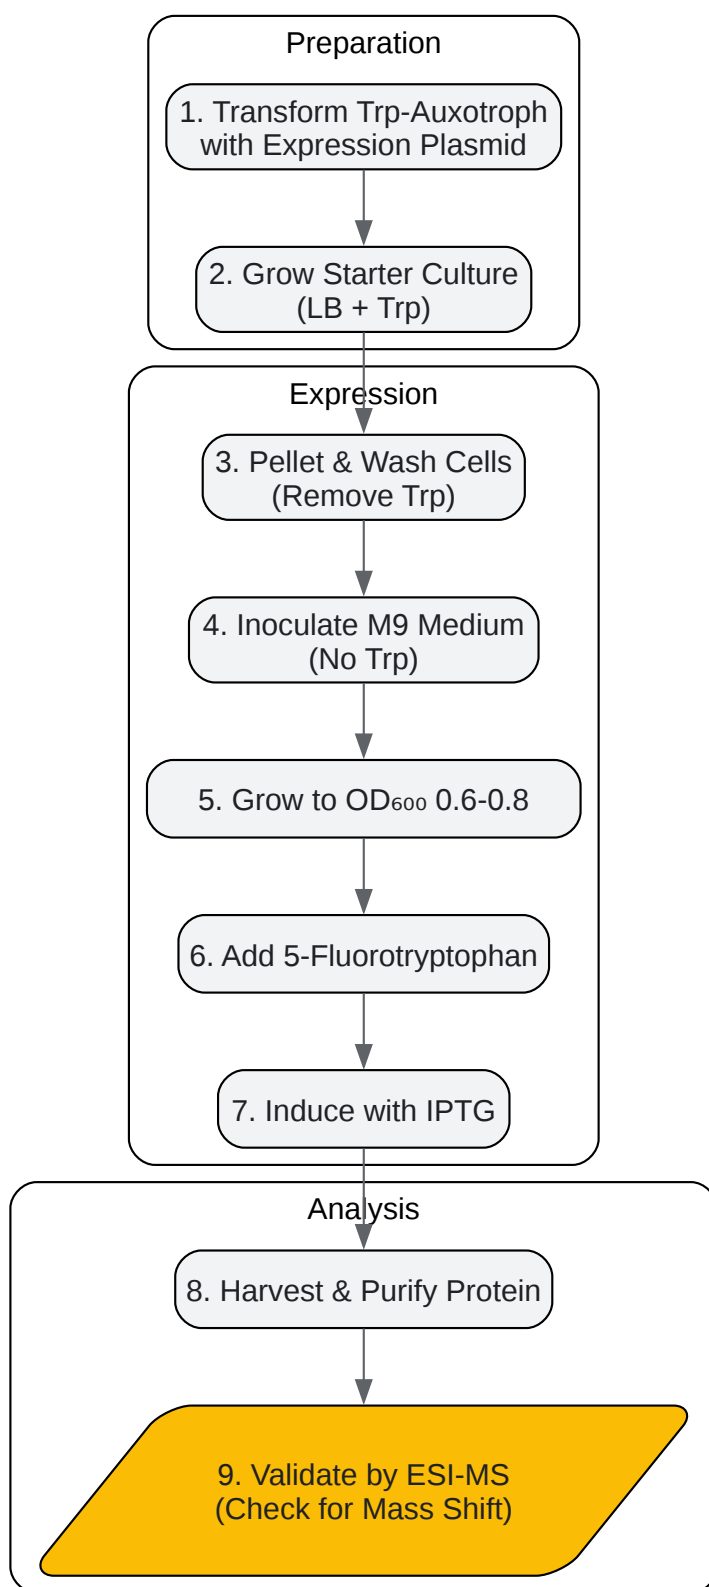 Preparation
1. Transform Trp-Auxotroph
with Expression Plasmid
2. Grow Starter Culture
(LB + Trp)
Expression
3. Pellet & Wash Cells
(Remove Trp)
4. Inoculate M9 Medium
(No Trp)
5. Grow to OD₆₀₀ 0.6-0.8
6. Add 5-Fluorotryptophan
7. Induce with IPTG
Analysis
8. Harvest & Purify Protein
9. Validate by ESI-MS
(Check for Mass Shift)